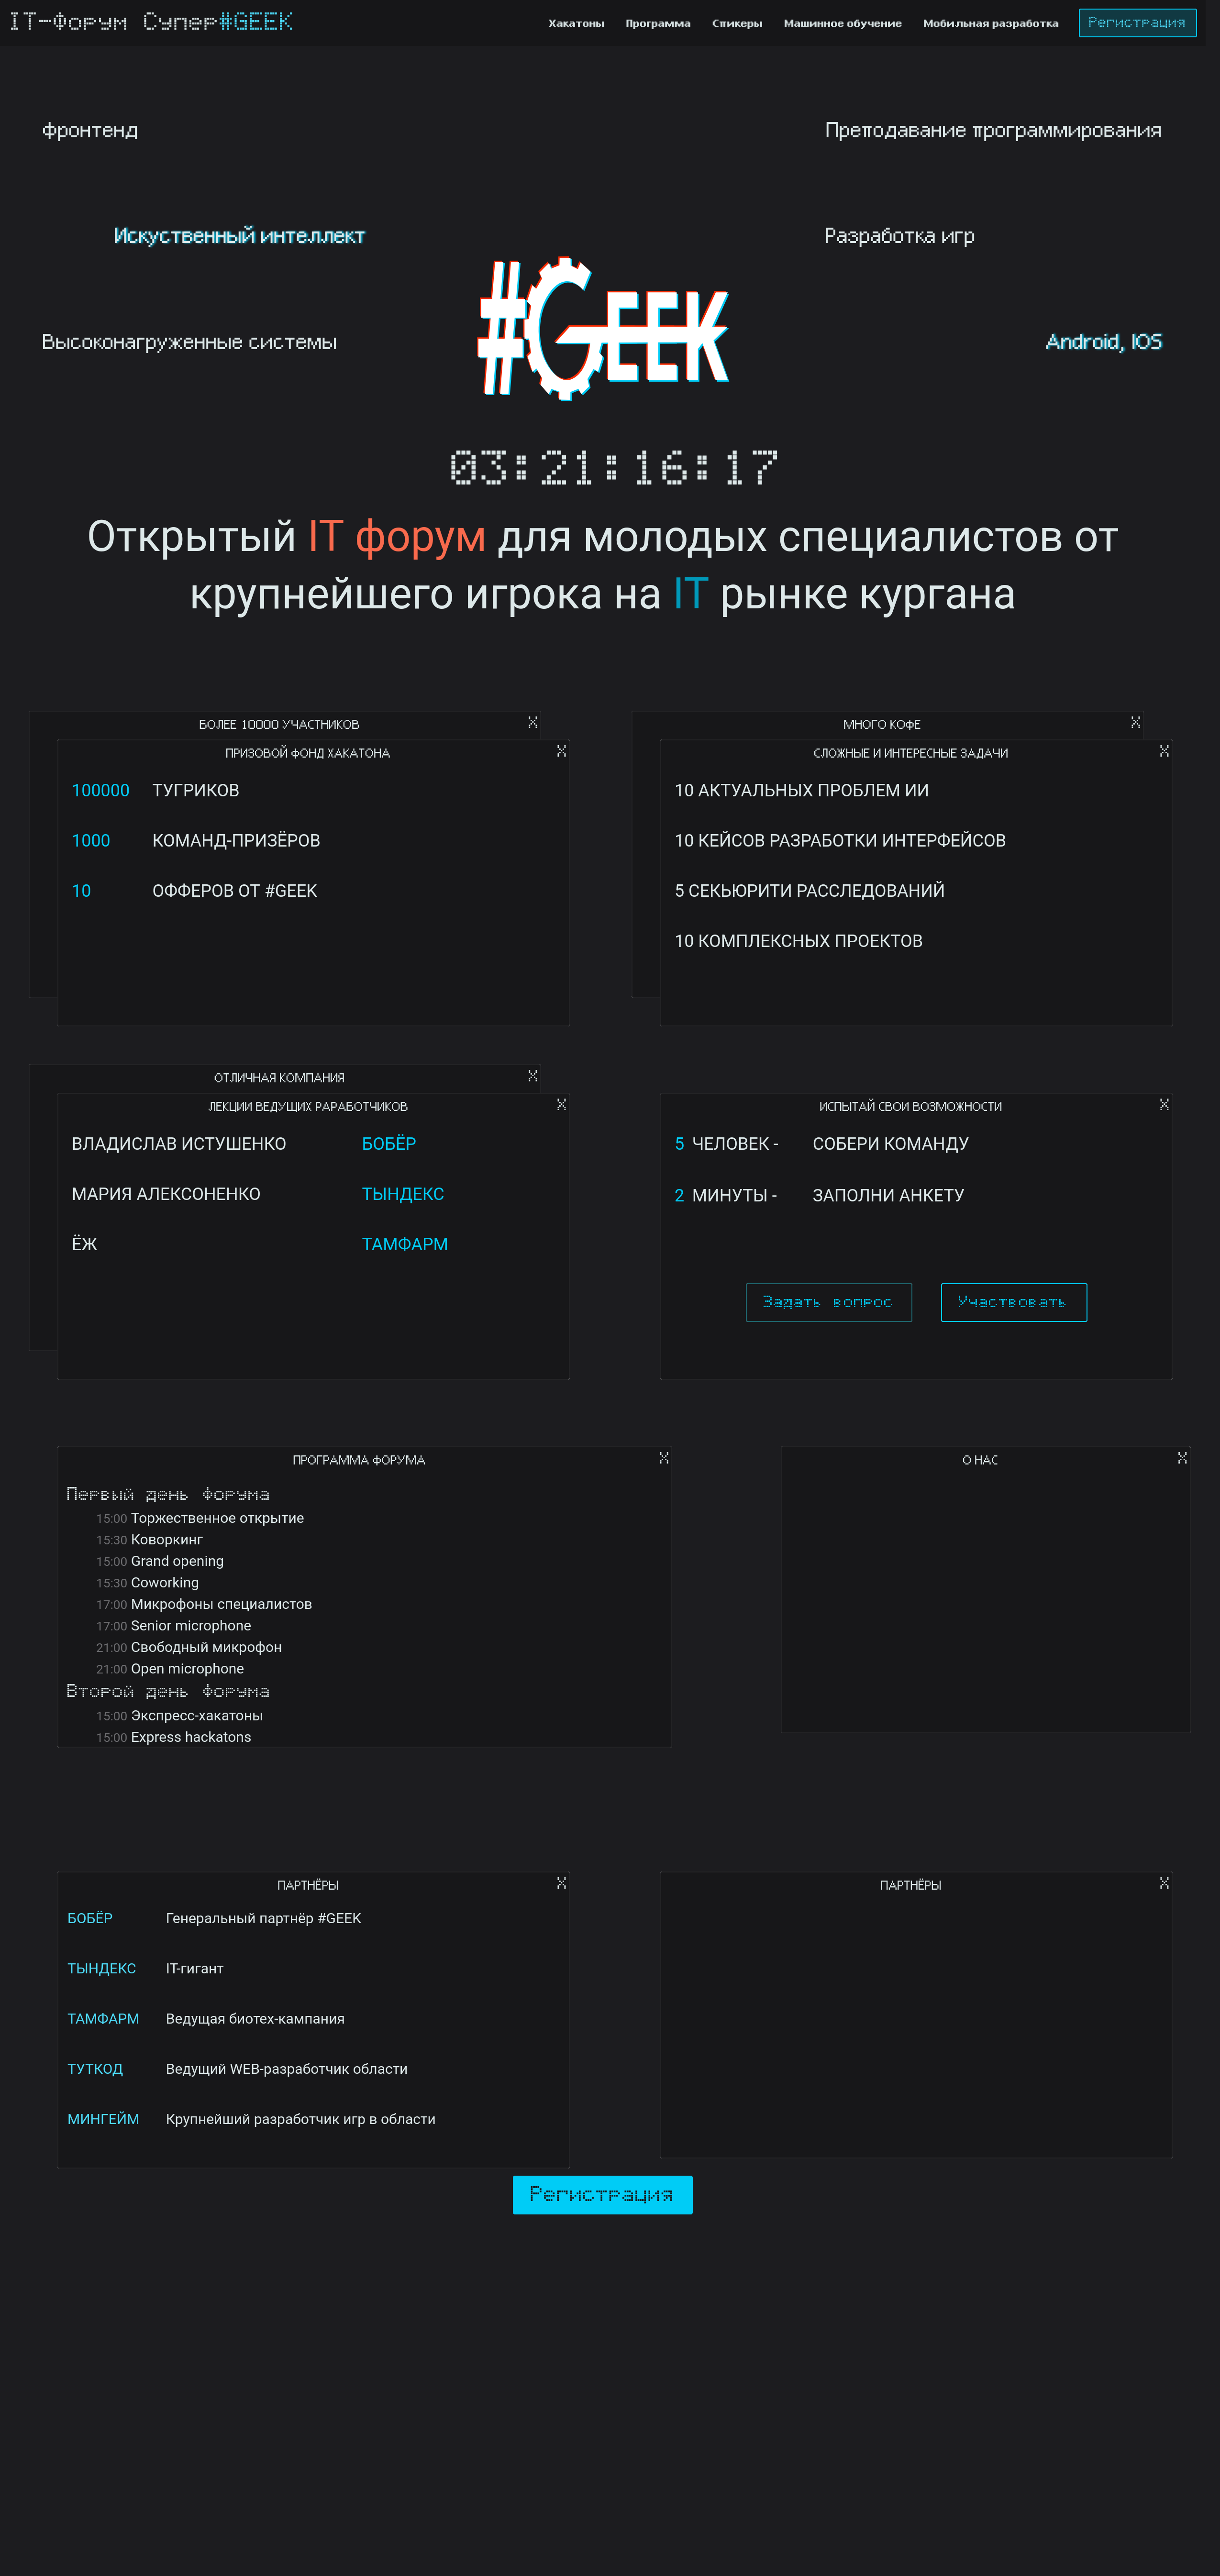 IT-Форум Супер#GEEK
Хакатоны Программа Спикеры Машинное обучение Мобильная разработка Регистрация
фронтенд
Преподавание программирования
Искуственный интеллект
Разработка игр
#GEEK
Высоконагруженные системы
Android, IOS
03:21:16:17
Открытый IT форум для молодых специалистов от
крупнейшего игрока на IT рынке кургана
БОЛЕЕ 10000 УЧАСТНИКОВ X
ПРИЗОВОЙ ФОНД ХАКАТОНА X
100000 ТУГРИКОВ
1000 КОМАНД-ПРИЗЁРОВ
10 ОФФЕРОВ ОТ #GEEK
МНОГО КОФЕ X
СЛОЖНЫЕ И ИНТЕРЕСНЫЕ ЗАДАЧИ X
10 АКТУАЛЬНЫХ ПРОБЛЕМ ИИ
10 КЕЙСОВ РАЗРАБОТКИ ИНТЕРФЕЙСОВ
5 СЕКЬЮРИТИ РАССЛЕДОВАНИЙ
10 КОМПЛЕКСНЫХ ПРОЕКТОВ
ОТЛИЧНАЯ КОМПАНИЯ X
ЛЕКЦИИ ВЕДУЩИХ РАРАБОТЧИКОВ X
ВЛАДИСЛАВ ИСТУШЕНКО БОБЁР
МАРИЯ АЛЕКСОНЕНКО ТЫНДЕКС
ЁЖ ТАМФАРМ
ИСПЫТАЙ СВОИ ВОЗМОЖНОСТИ X
5 ЧЕЛОВЕК - СОБЕРИ КОМАНДУ
2 МИНУТЫ - ЗАПОЛНИ АНКЕТУ
Задать вопрос Участвовать
ПРОГРАММА ФОРУМА X
Первый день форума
15:00 Торжественное открытие
15:30 Коворкинг
15:00 Grand opening
15:30 Coworking
17:00 Микрофоны специалистов
17:00 Senior microphone
21:00 Свободный микрофон
21:00 Open microphone
Второй день форума
15:00 Экспресс-хакатоны
15:00 Express hackatons
О НАС X
ПАРТНЁРЫ X
БОБЁР Генеральный партнёр #GEEK
ТЫНДЕКС IT-гигант
ТАМФАРМ Ведущая биотех-кампания
ТУТКОД Ведущий WEB-разработчик области
МИНГЕЙМ Крупнейший разработчик игр в области
ПАРТНЁРЫ X
Регистрация